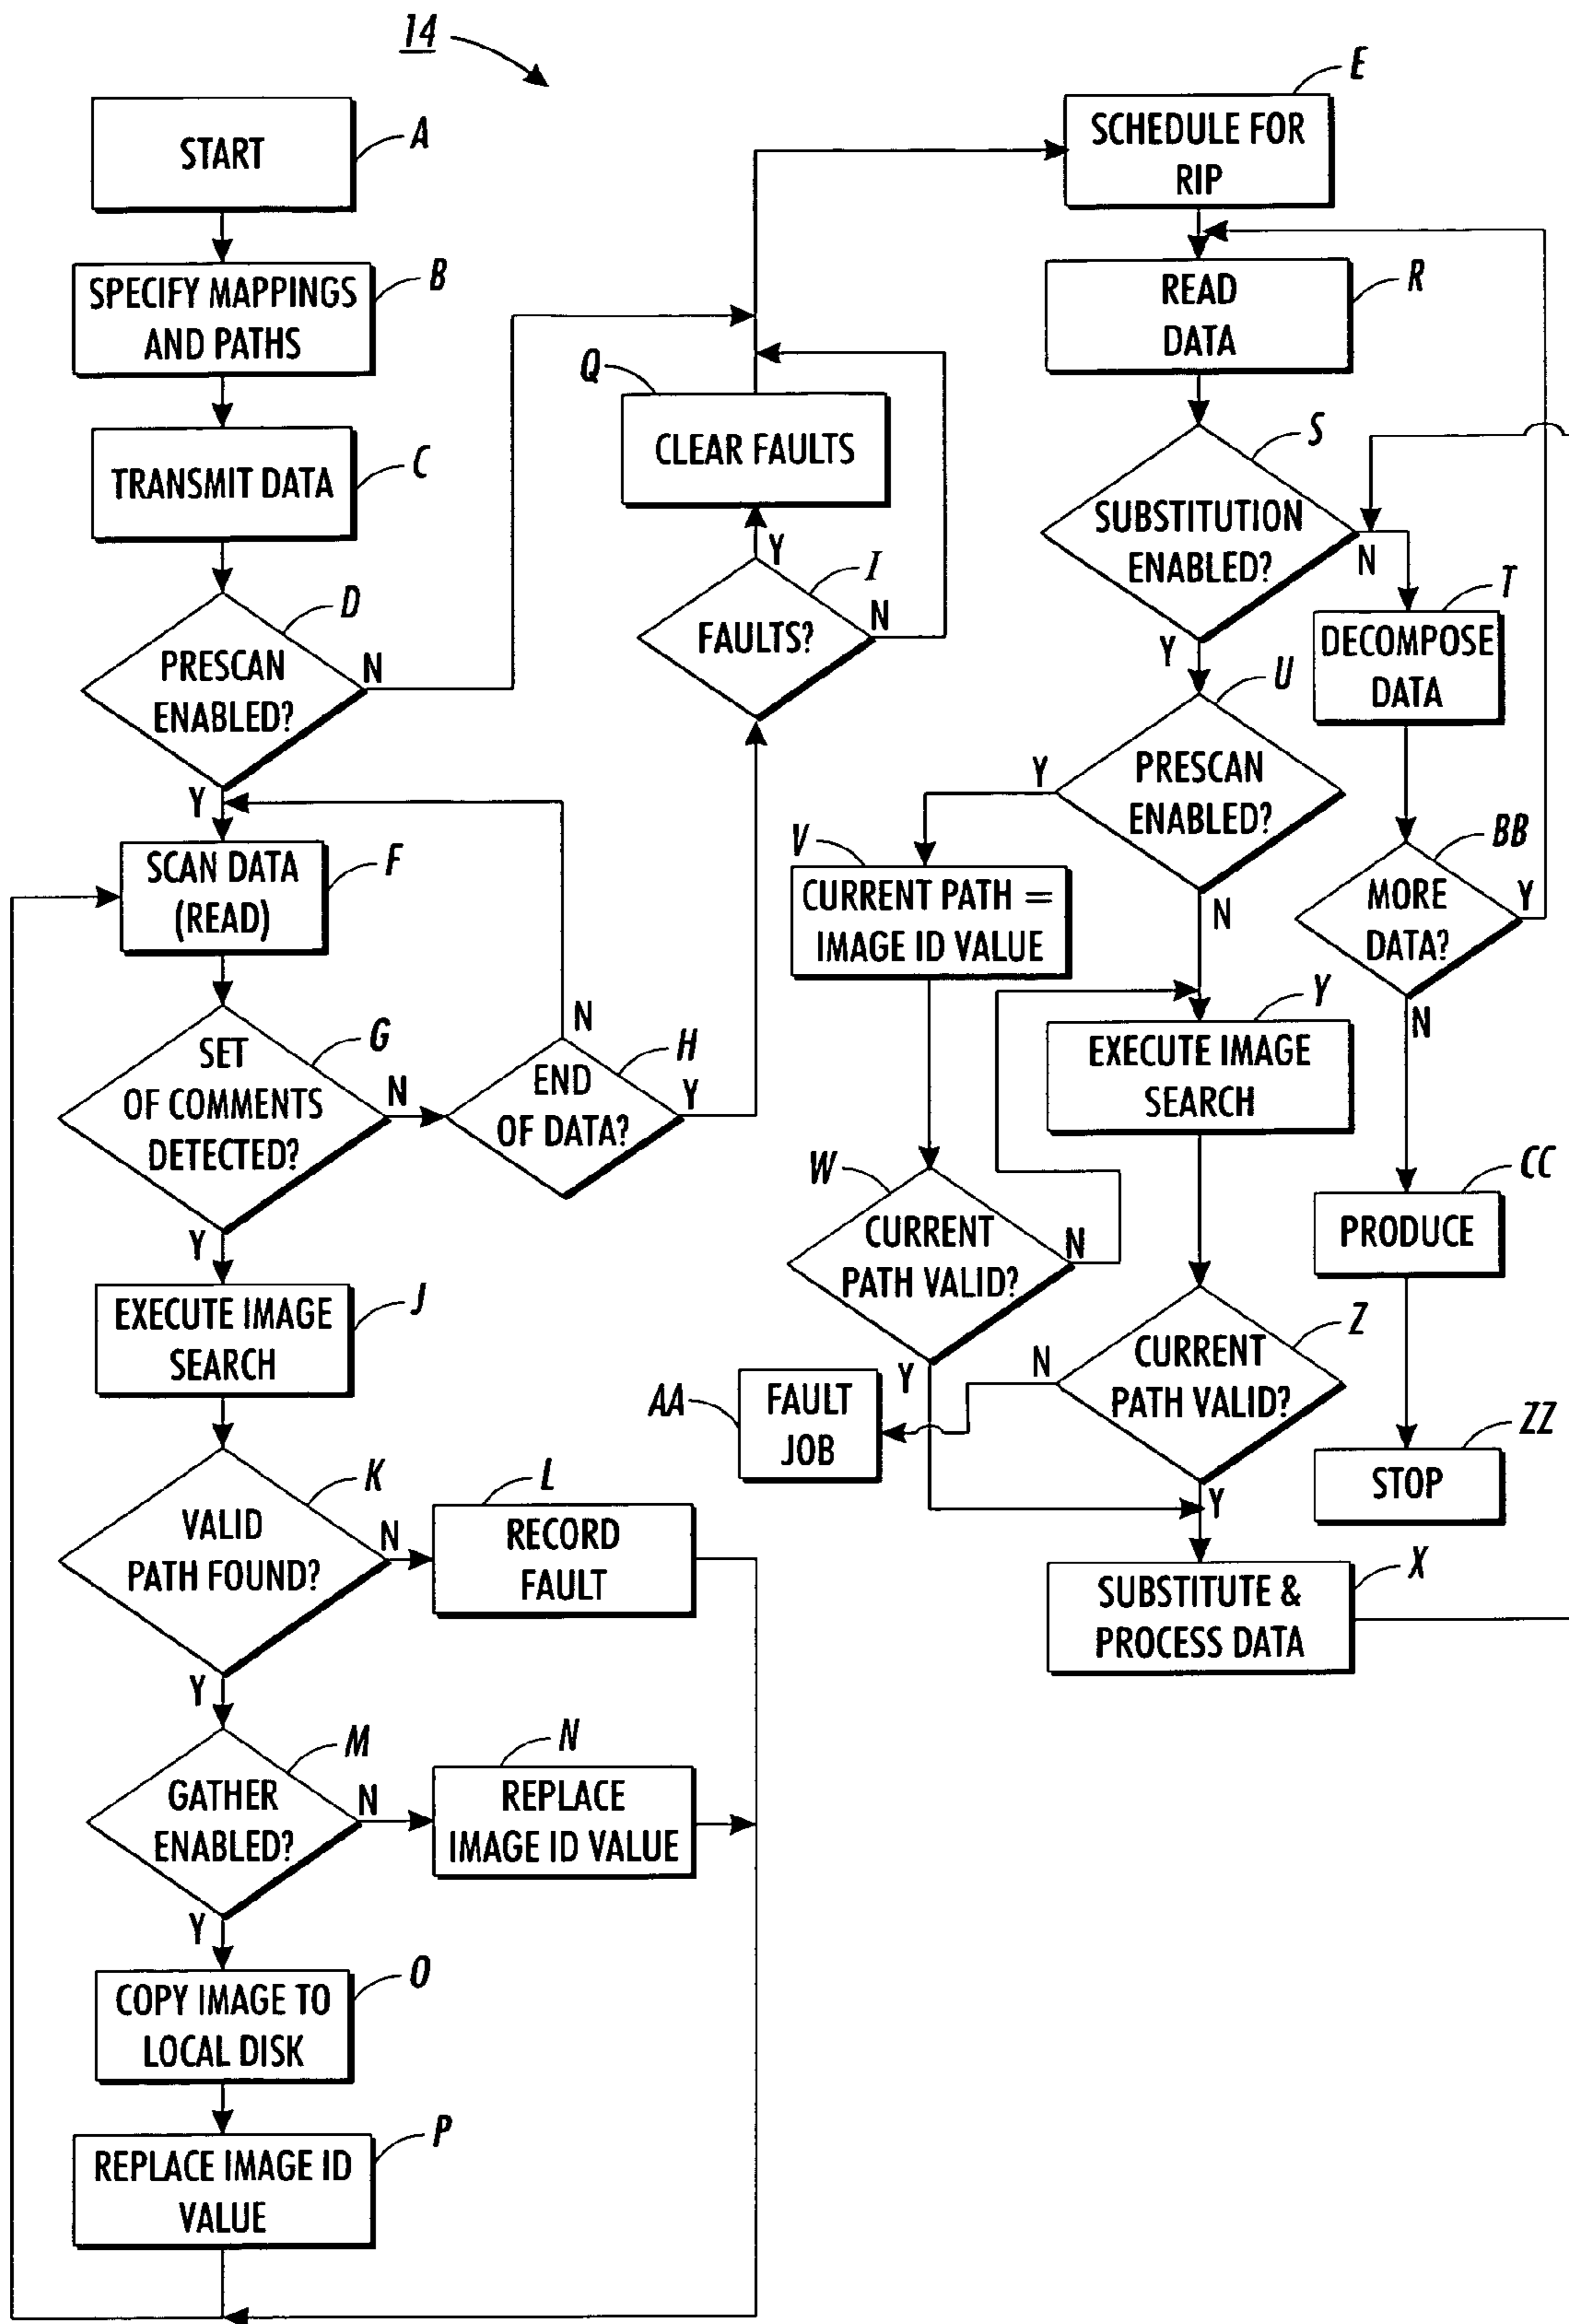 14
START
A
SPECIFY MAPPINGS
AND PATHS
B
TRANSMIT DATA
C
PRESCAN
ENABLED?
D
N
Y
SCAN DATA
(READ)
F
SET
OF COMMENTS
DETECTED?
G
N
Y
END
OF DATA?
H
N
Y
FAULTS?
I
Y
N
CLEAR FAULTS
Q
EXECUTE IMAGE
SEARCH
J
VALID
PATH FOUND?
K
N
Y
RECORD
FAULT
L
GATHER
ENABLED?
M
N
Y
REPLACE
IMAGE ID VALUE
N
COPY IMAGE TO
LOCAL DISK
O
REPLACE IMAGE ID
VALUE
P
SCHEDULE FOR
RIP
E
READ
DATA
R
SUBSTITUTION
ENABLED?
S
N
Y
DECOMPOSE
DATA
T
PRESCAN
ENABLED?
U
Y
N
CURRENT PATH =
IMAGE ID VALUE
V
MORE
DATA?
BB
Y
N
EXECUTE IMAGE
SEARCH
Y
CURRENT
PATH VALID?
W
N
Y
CURRENT
PATH VALID?
Z
N
Y
FAULT
JOB
AA
PRODUCE
CC
STOP
ZZ
SUBSTITUTE &
PROCESS DATA
X